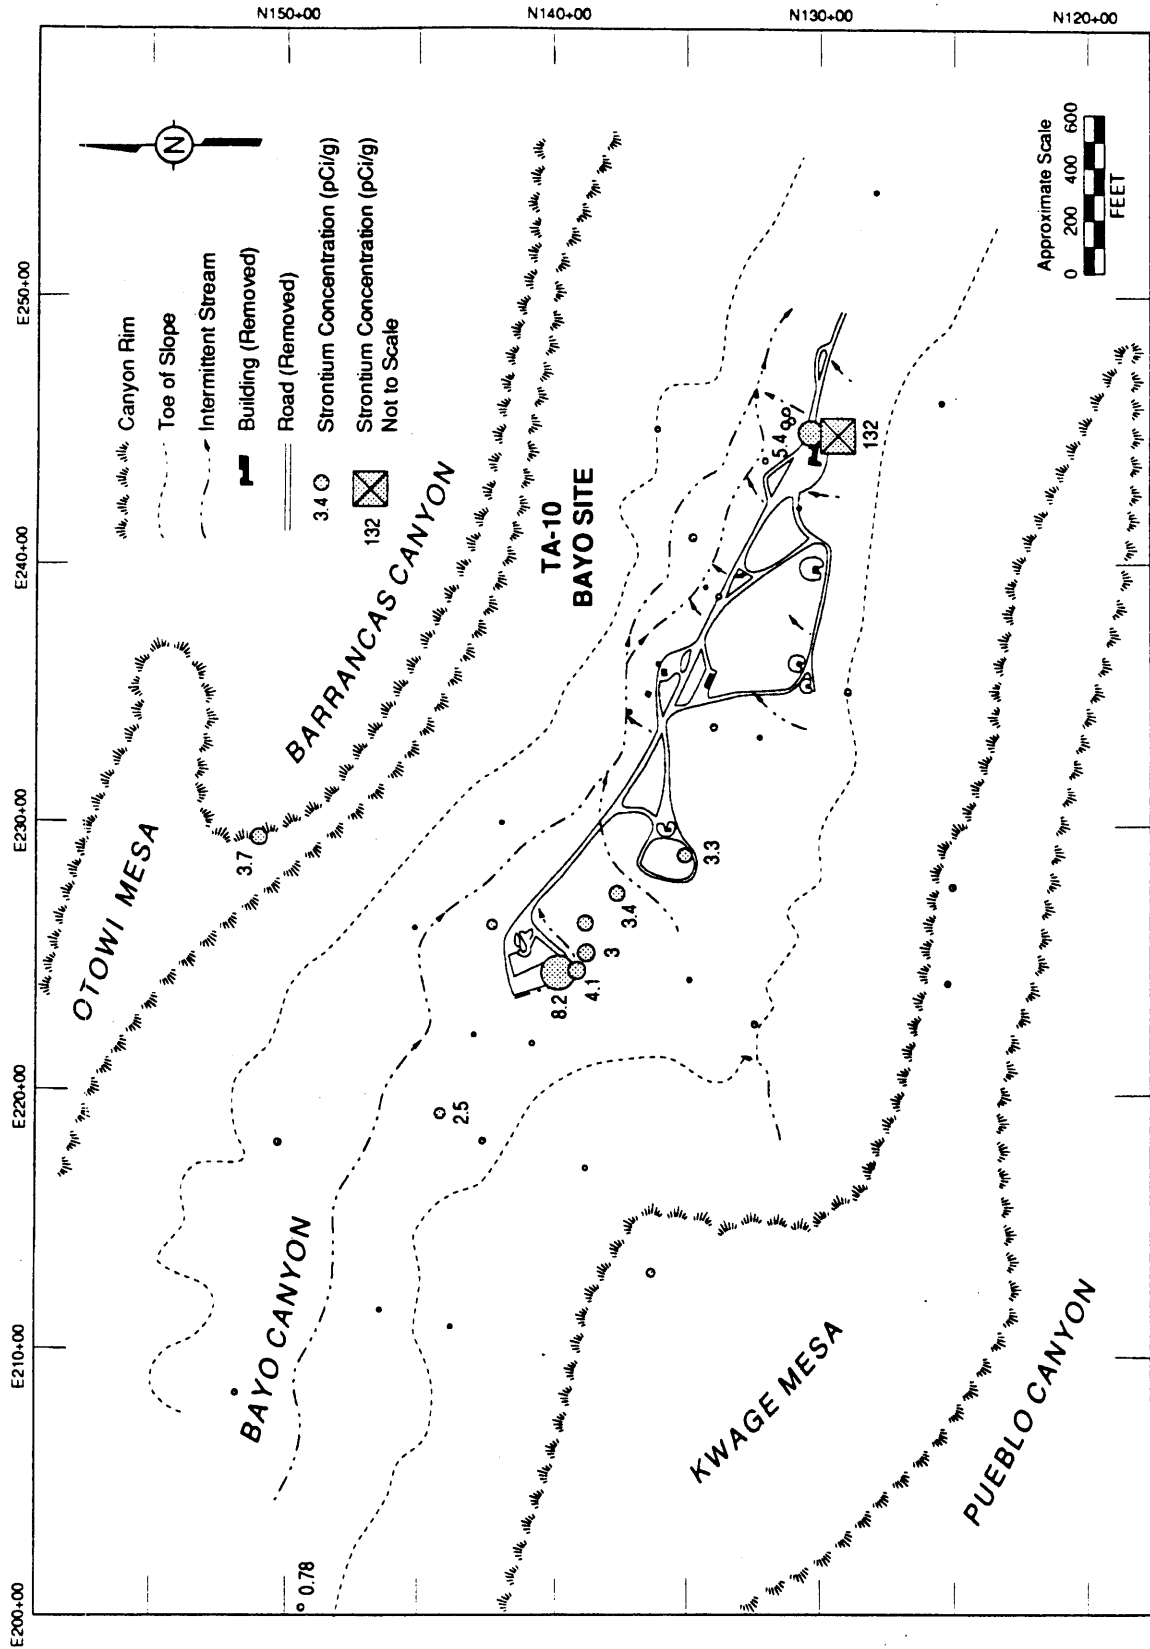 N150+00
N140+00
N130+00
N120+00
E250+00
E240+00
E230+00
E220+00
E210+00
E200+00
N
Canyon Rim
Toe of Slope
Intermittent Stream
Building (Removed)
Road (Removed)
3.4
Strontium Concentration (pCi/g)
132
Strontium Concentration (pCi/g)
Not to Scale
Approximate Scale
0 200 400 600
FEET
OTOWI MESA
BARRANCAS CANYON
TA-10
BAYO SITE
BAYO CANYON
KWAGE MESA
PUEBLO CANYON
3.7
5.4
132
3.3
3.4
3
4.1
8.2
2.5
0.78